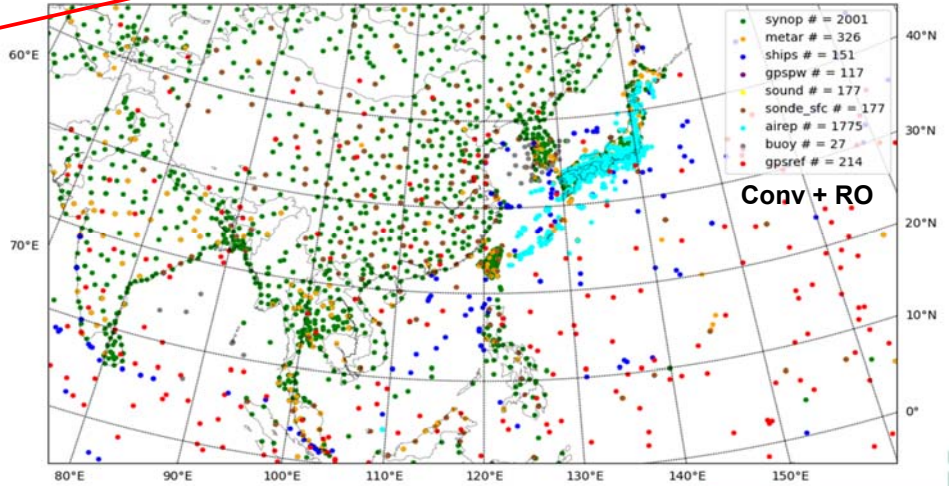 synop # = 2001
metar # = 326
ships # = 151
gpspw # = 117
sound # = 177
sonde_sfc # = 177
airep # = 1775
buoy # = 27
gpsref # = 214
Conv + RO
60°E
70°E
40°N
30°N
20°N
10°N
0°
80°E
90°E
100°E
110°E
120°E
130°E
140°E
150°E